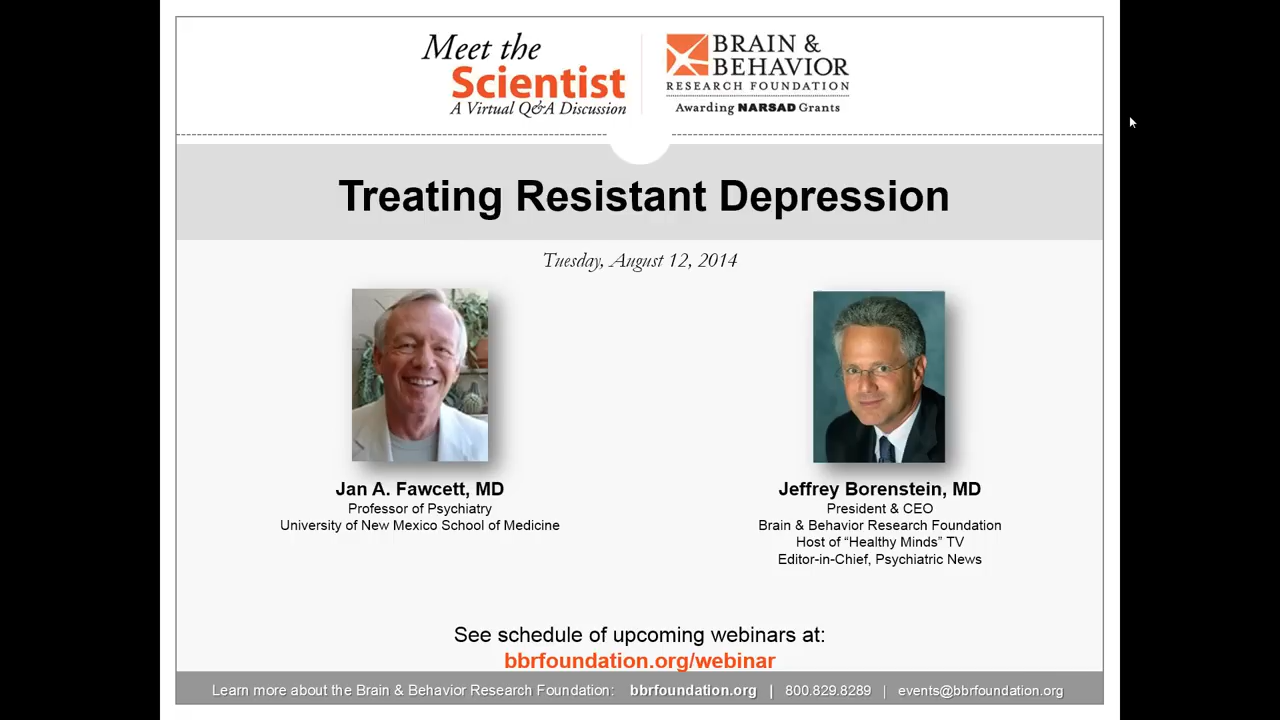 Meet the
Scientist
A Virtual Q&A Discussion
BRAIN &
BEHAVIOR
RESEARCH FOUNDATION
Awarding NARSAD Grants
Treating Resistant Depression
Tuesday, August 12, 2014
Jan A. Fawcett, MD
Professor of Psychiatry
University of New Mexico School of Medicine
Jeffrey Borenstein, MD
President & CEO
Brain & Behavior Research Foundation
Host of “Healthy Minds” TV
Editor-in-Chief, Psychiatric News
See schedule of upcoming webinars at:
bbrfoundation.org/webinar
Learn more about the Brain & Behavior Research Foundation: bbrfoundation.org | 800.829.8289 | events@bbrfoundation.org